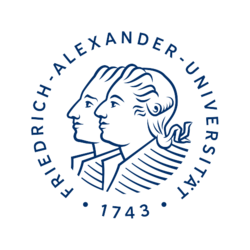 FRIEDRICH-ALEXANDER-UNIVERSITÄT
· 1743 ·